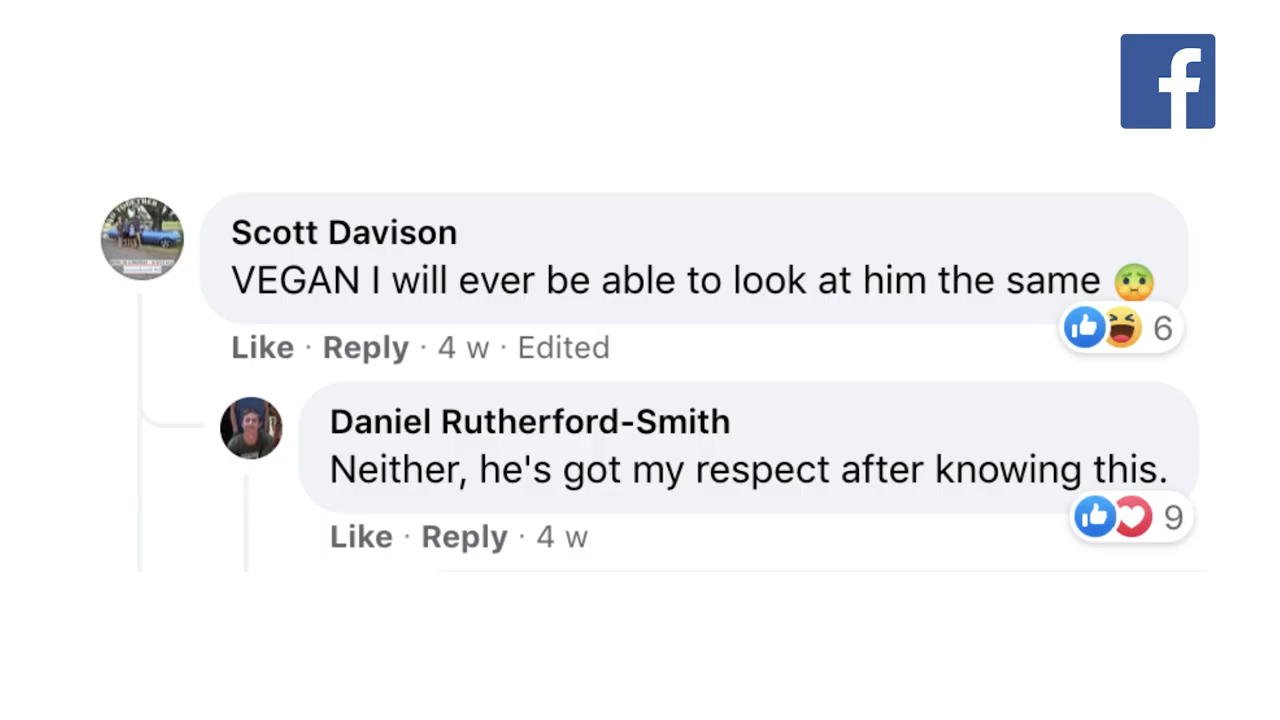 f
Scott Davison
VEGAN I will ever be able to look at him the same 🤢
6
Like · Reply · 4 w · Edited
Daniel Rutherford-Smith
Neither, he's got my respect after knowing this.
9
Like · Reply · 4 w